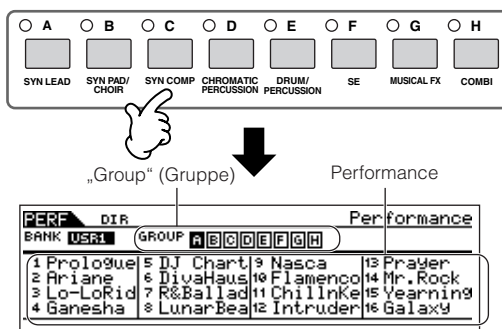 A B C D E F G H
SYN LEAD SYN PAD/ CHOIR SYN COMP CHROMATIC PERCUSSION DRUM/ PERCUSSION SE MUSICAL FX COMBI
„Group“ (Gruppe) Performance
PERF DIR Performance
BANK USR1 GROUP A B C D E F G H
1 Prologue 5 DJ Chart 9 Nasca 13 Prayer
2 Ariane 6 DivaHaus 10 Flamenco 14 Mr.Rock
3 Lo-LoRid 7 R&Ballad 11 ChillnKe 15 Yearning
4 Ganesha 8 LunarBea 12 Intruder 16 Galaxy